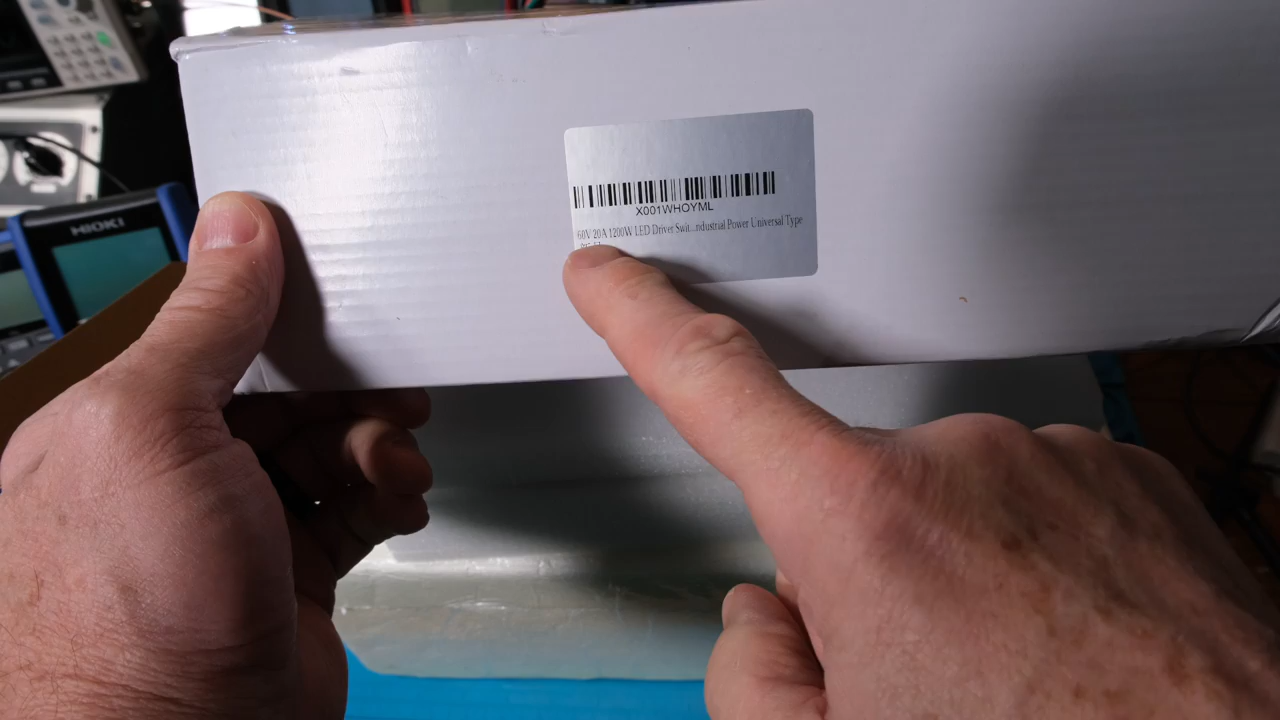 HIOKI
X001WHOYML
60V 20A 1200W LED Driver Swit...ndustrial Power Universal Type